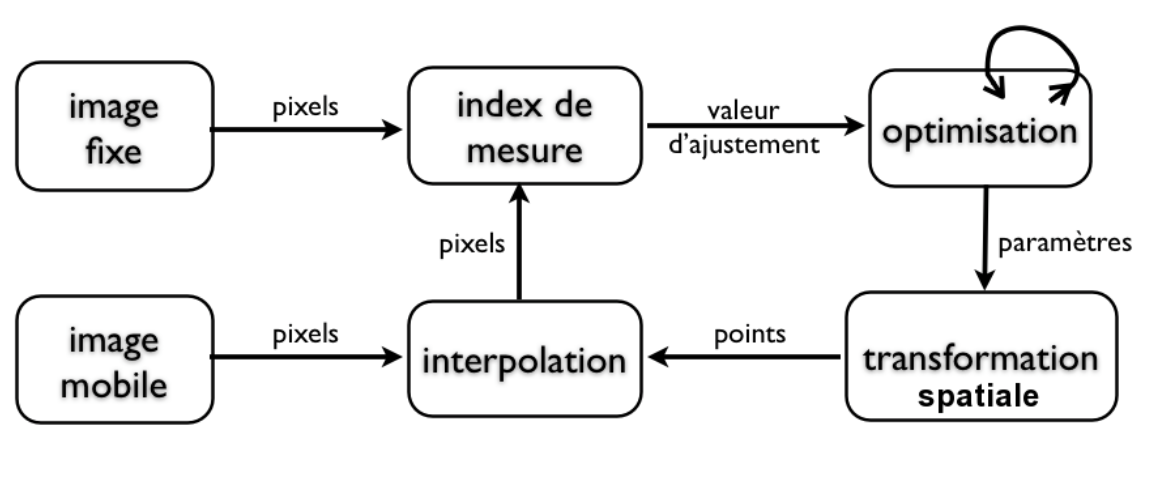 image
fixe
pixels
index de
mesure
valeur
d'ajustement
optimisation
pixels
paramètres
image
mobile
pixels
interpolation
points
transformation
spatiale